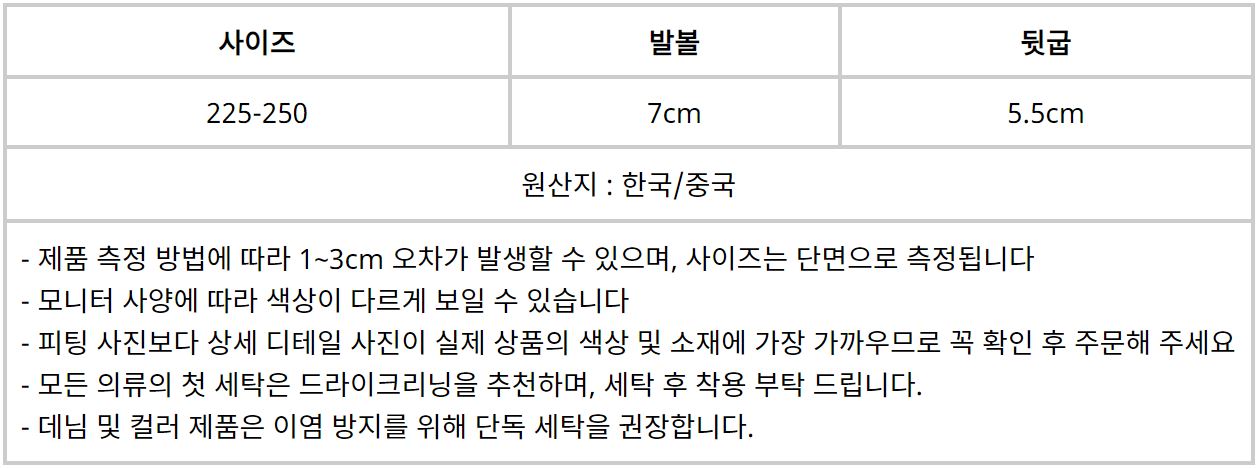 사이즈 발볼 뒷굽
225-250 7cm 5.5cm
원산지 : 한국/중국
- 제품 측정 방법에 따라 1~3cm 오차가 발생할 수 있으며, 사이즈는 단면으로 측정됩니다
- 모니터 사양에 따라 색상이 다르게 보일 수 있습니다
- 피팅 사진보다 상세 디테일 사진이 실제 상품의 색상 및 소재에 가장 가까우므로 꼭 확인 후 주문해 주세요
- 모든 의류의 첫 세탁은 드라이크리닝을 추천하며, 세탁 후 착용 부탁 드립니다.
- 데님 및 컬러 제품은 이염 방지를 위해 단독 세탁을 권장합니다.